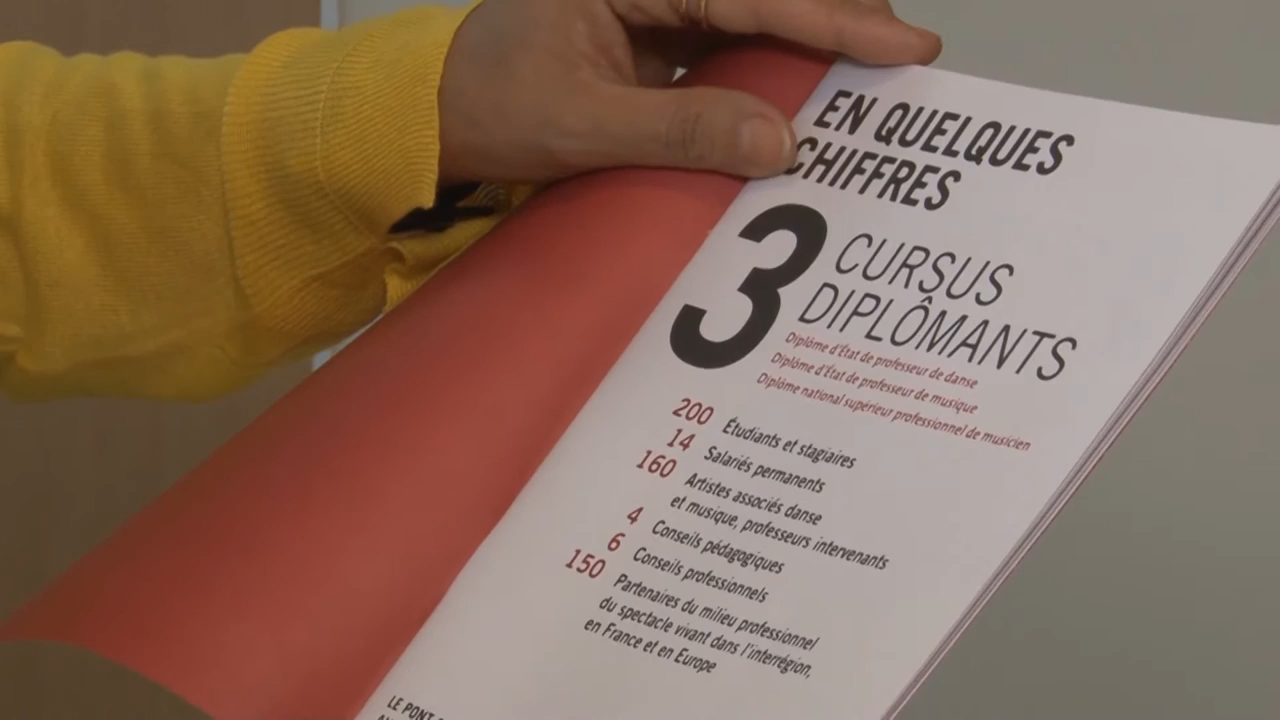 EN QUELQUES
CHIFFRES
3 CURSUS
DIPLÔMANTS
Diplôme d'État de professeur de danse
Diplôme d'État de professeur de musique
Diplôme national supérieur professionnel de musicien
200 Étudiants et stagiaires
14 Salariés permanents
160 Artistes associés danse
et musique, professeurs intervenants
4 Conseils pédagogiques
6 Conseils professionnels
150 Partenaires du milieu professionnel
du spectacle vivant dans l'interrégion,
en France et en Europe
LE PONT